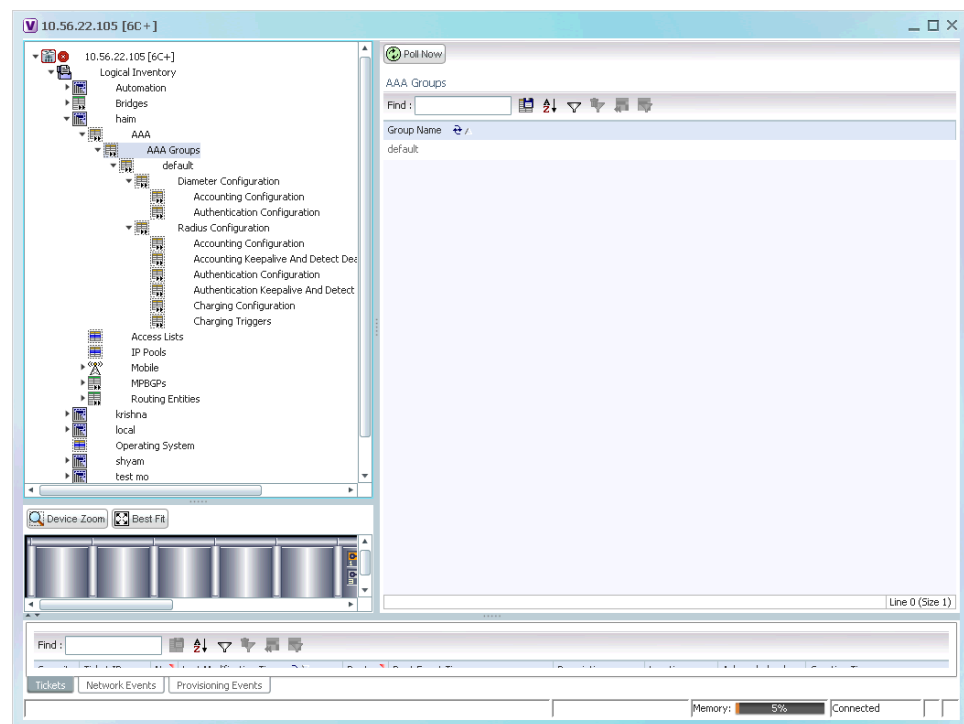 10.56.22.105 [6C+]
10.56.22.105 [6C+]
Logical Inventory
Automation
Bridges
haim
AAA
AAA Groups
default
Diameter Configuration
Accounting Configuration
Authentication Configuration
Radius Configuration
Accounting Configuration
Accounting Keepalive And Detect Dea
Authentication Configuration
Authentication Keepalive And Detect
Charging Configuration
Charging Triggers
Access Lists
IP Pools
Mobile
MPBGPs
Routing Entities
krishna
local
Operating System
shyam
test mo
Device Zoom Best Fit
Poll Now
AAA Groups
Find :
Group Name
default
Line 0 (Size 1)
Find :
Tickets Network Events Provisioning Events
Memory: 5% Connected